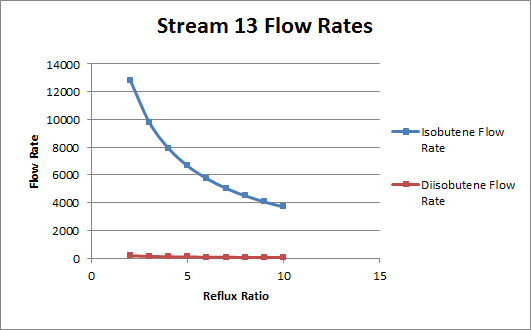 Stream 13 Flow Rates
14000
12000
10000
8000
6000
4000
2000
0
Flow Rate
0
5
10
15
Reflux Ratio
Isobutene Flow
Rate
Diisobutene Flow
Rate